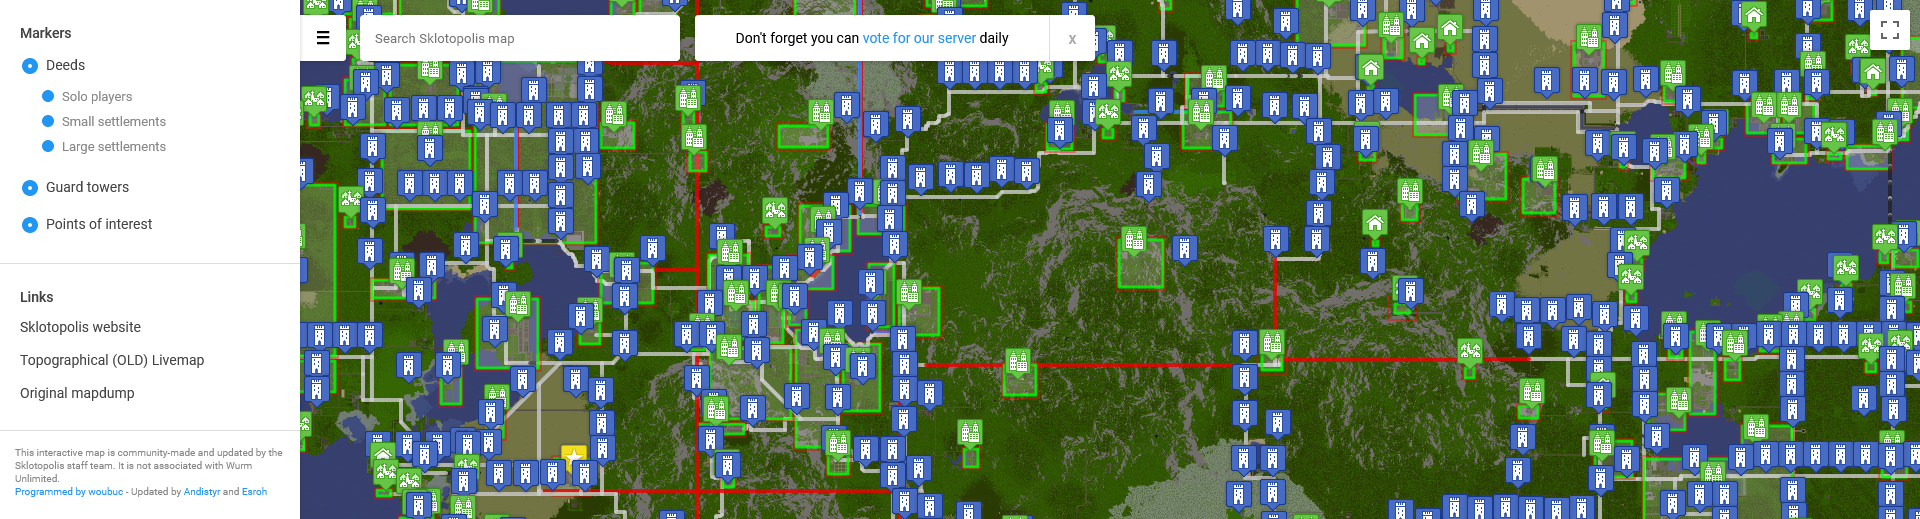 Markers
Deeds
Solo players
Small settlements
Large settlements
Guard towers
Points of interest
Links
Sklotopolis website
Topographical (OLD) Livemap
Original mapdump
This interactive map is community-made and updated by the
Sklotopolis staff team. It is not associated with Wurm
Unlimited.
Programmed by woubuc - Updated by Andistyr and Esroh
Search Sklotopolis map
Don't forget you can vote for our server daily
x